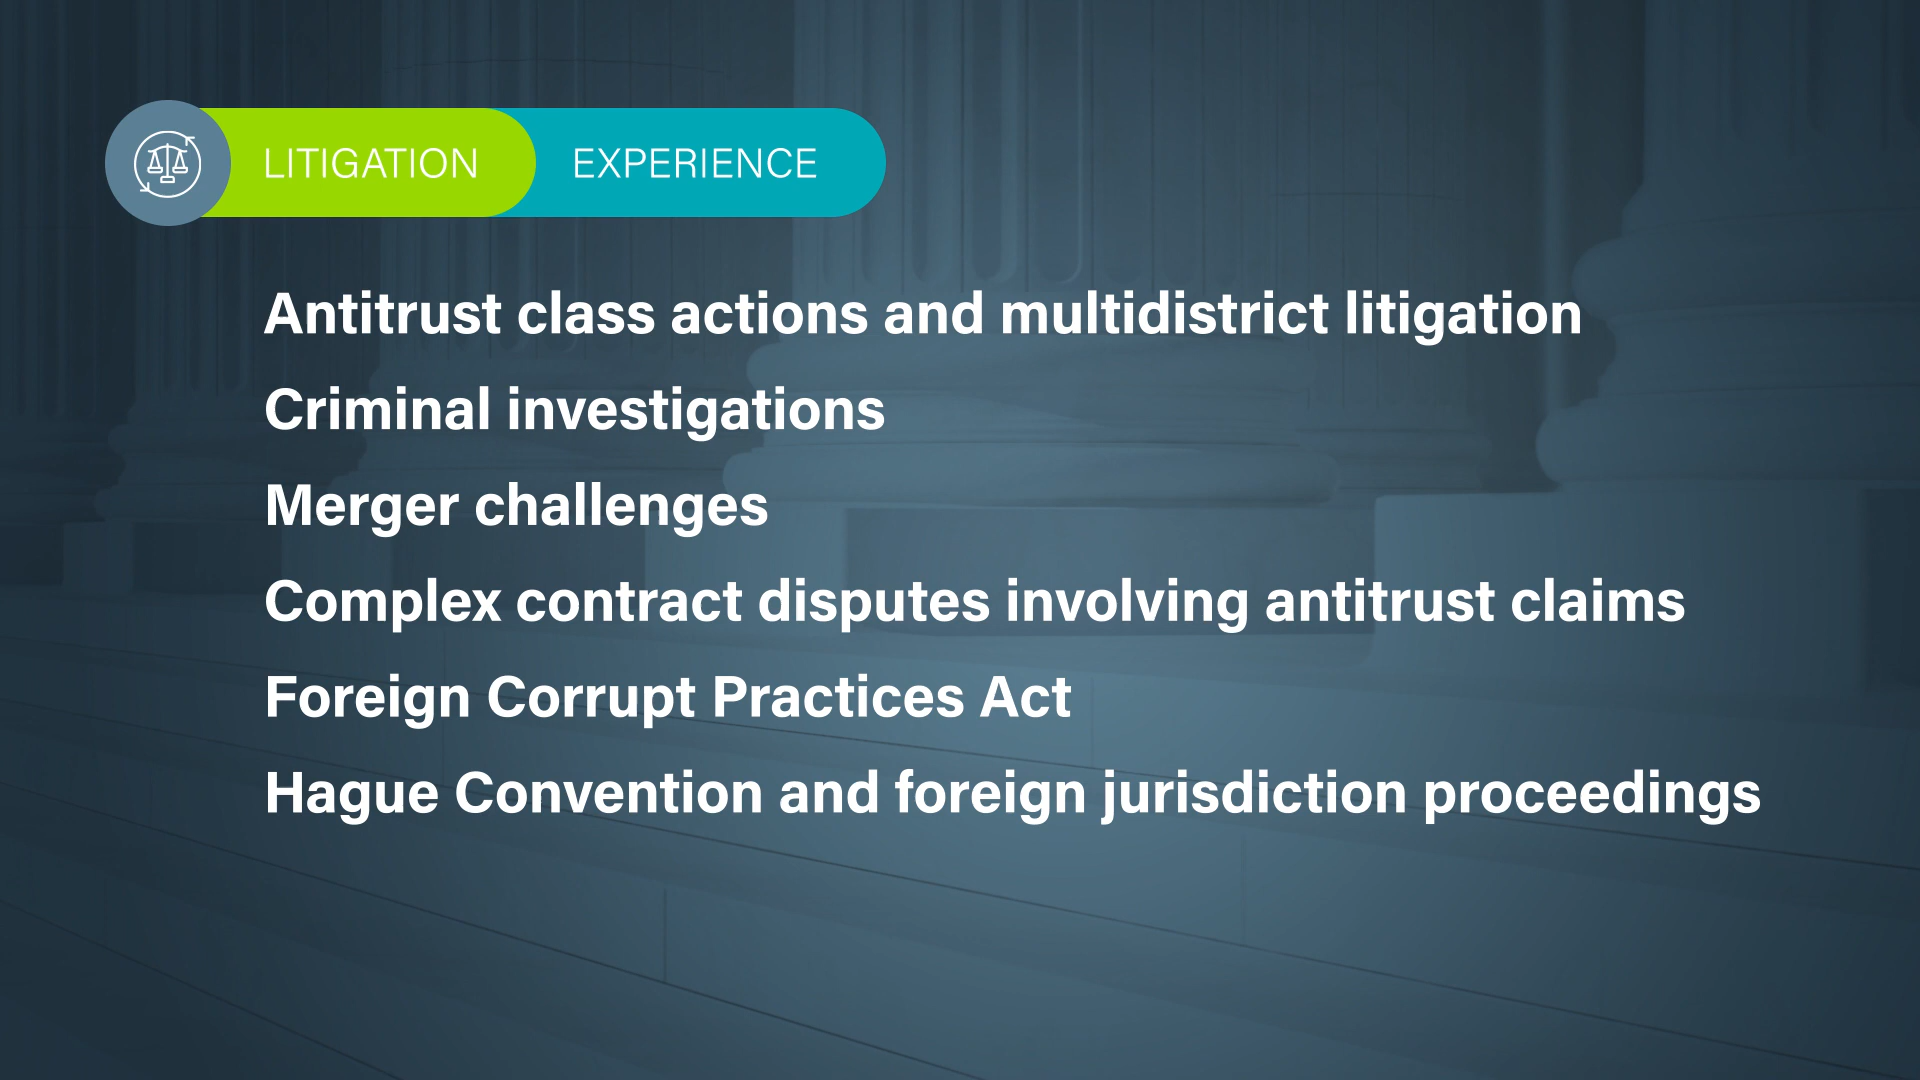 LITIGATION EXPERIENCE
Antitrust class actions and multidistrict litigation
Criminal investigations
Merger challenges
Complex contract disputes involving antitrust claims
Foreign Corrupt Practices Act
Hague Convention and foreign jurisdiction proceedings